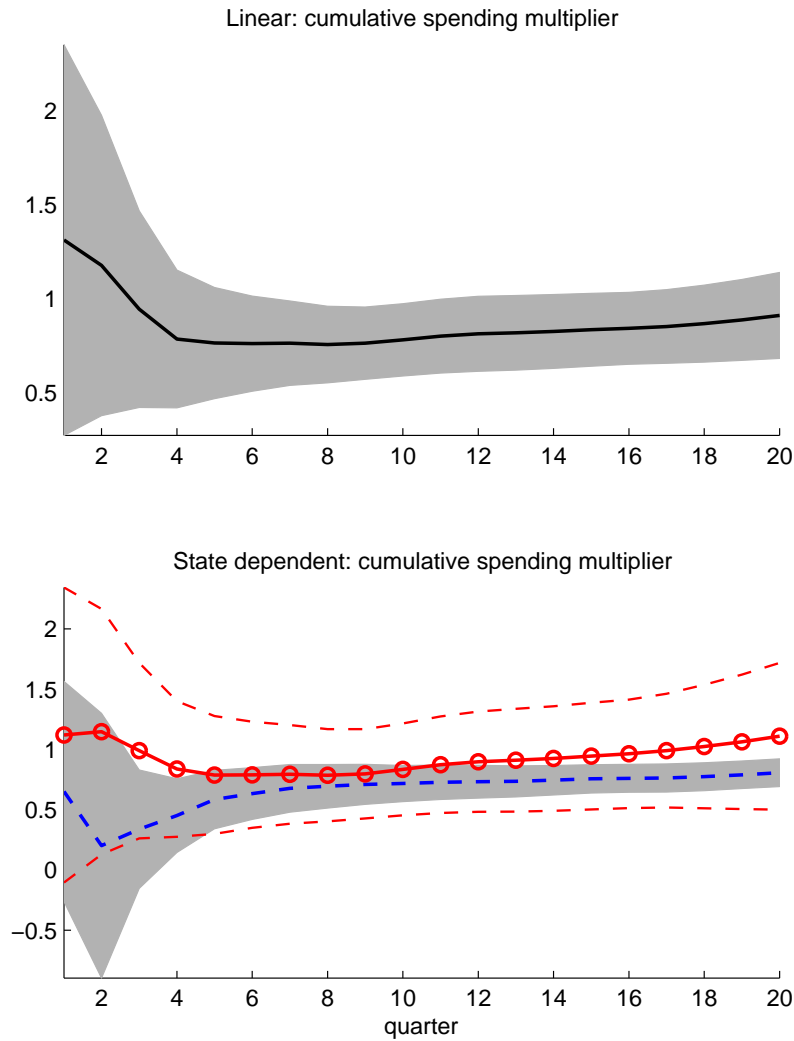 Linear: cumulative spending multiplier
2
1.5
1
0.5
2 4 6 8 10 12 14 16 18 20
State dependent: cumulative spending multiplier
2
1.5
1
0.5
0
−0.5
2 4 6 8 10 12 14 16 18 20
quarter